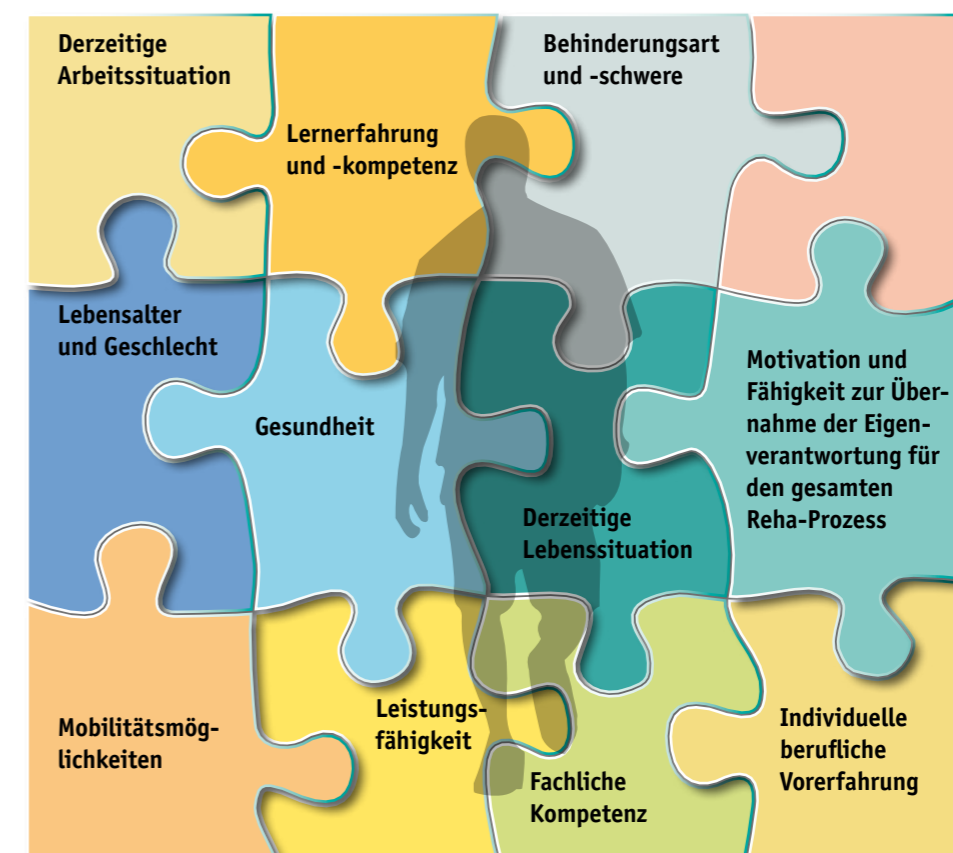 Derzeitige
Arbeitssituation
Lernerfahrung
und -kompetenz
Behinderungsart
und -schwere
Lebensalter
und Geschlecht
Gesundheit
Derzeitige
Lebenssituation
Motivation und
Fähigkeit zur Über-
nahme der Eigen-
verantwortung für
den gesamten
Reha-Prozess
Mobilitätsmög-
lichkeiten
Leistungs-
fähigkeit
Fachliche
Kompetenz
Individuelle
berufliche
Vorerfahrung